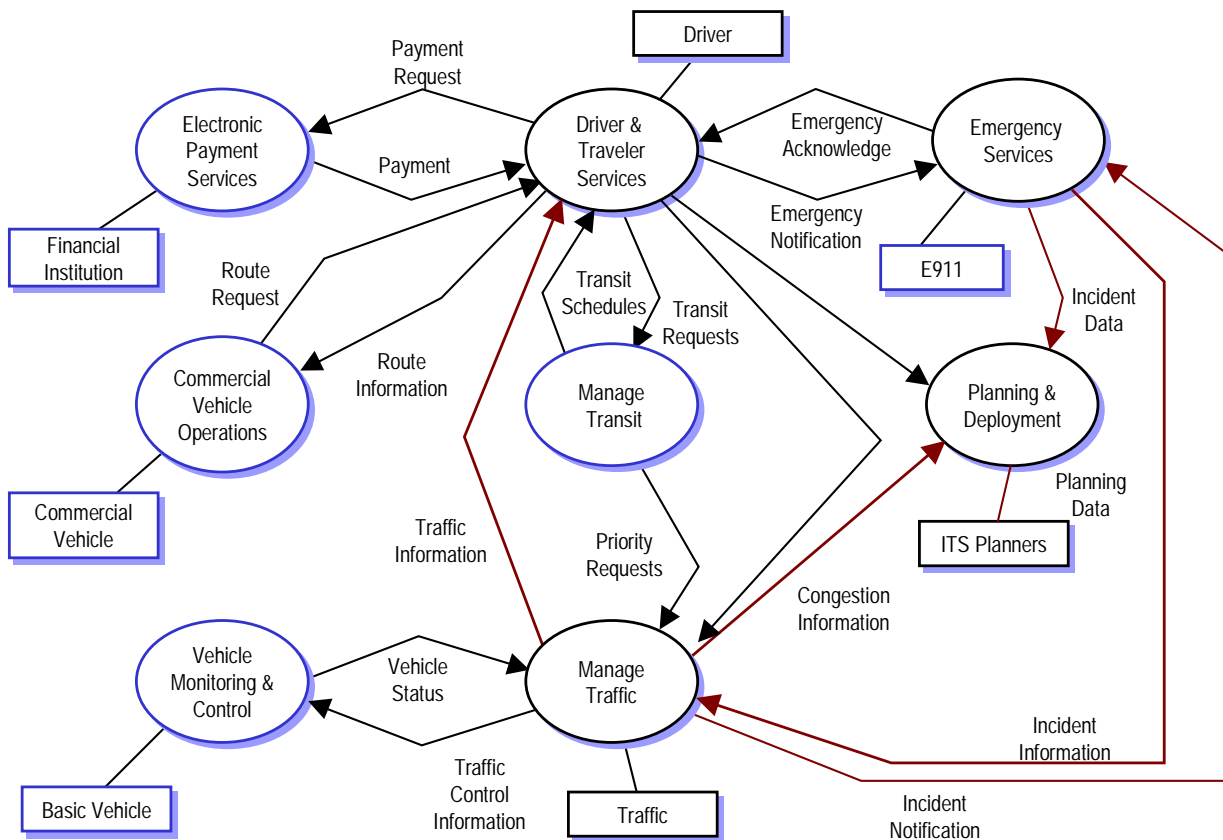 Driver
Payment
Request
Electronic
Payment
Services
Driver &
Traveler
Services
Emergency
Acknowledge
Emergency
Services
Payment
Emergency
Notification
Financial
Institution
E911
Route
Request
Transit
Schedules
Transit
Requests
Incident
Data
Route
Information
Commercial
Vehicle
Operations
Manage
Transit
Planning &
Deployment
Planning
Data
Commercial
Vehicle
Traffic
Information
Priority
Requests
ITS Planners
Congestion
Information
Vehicle
Monitoring &
Control
Vehicle
Status
Manage
Traffic
Incident
Information
Traffic
Control
Information
Basic Vehicle
Traffic
Incident
Notification